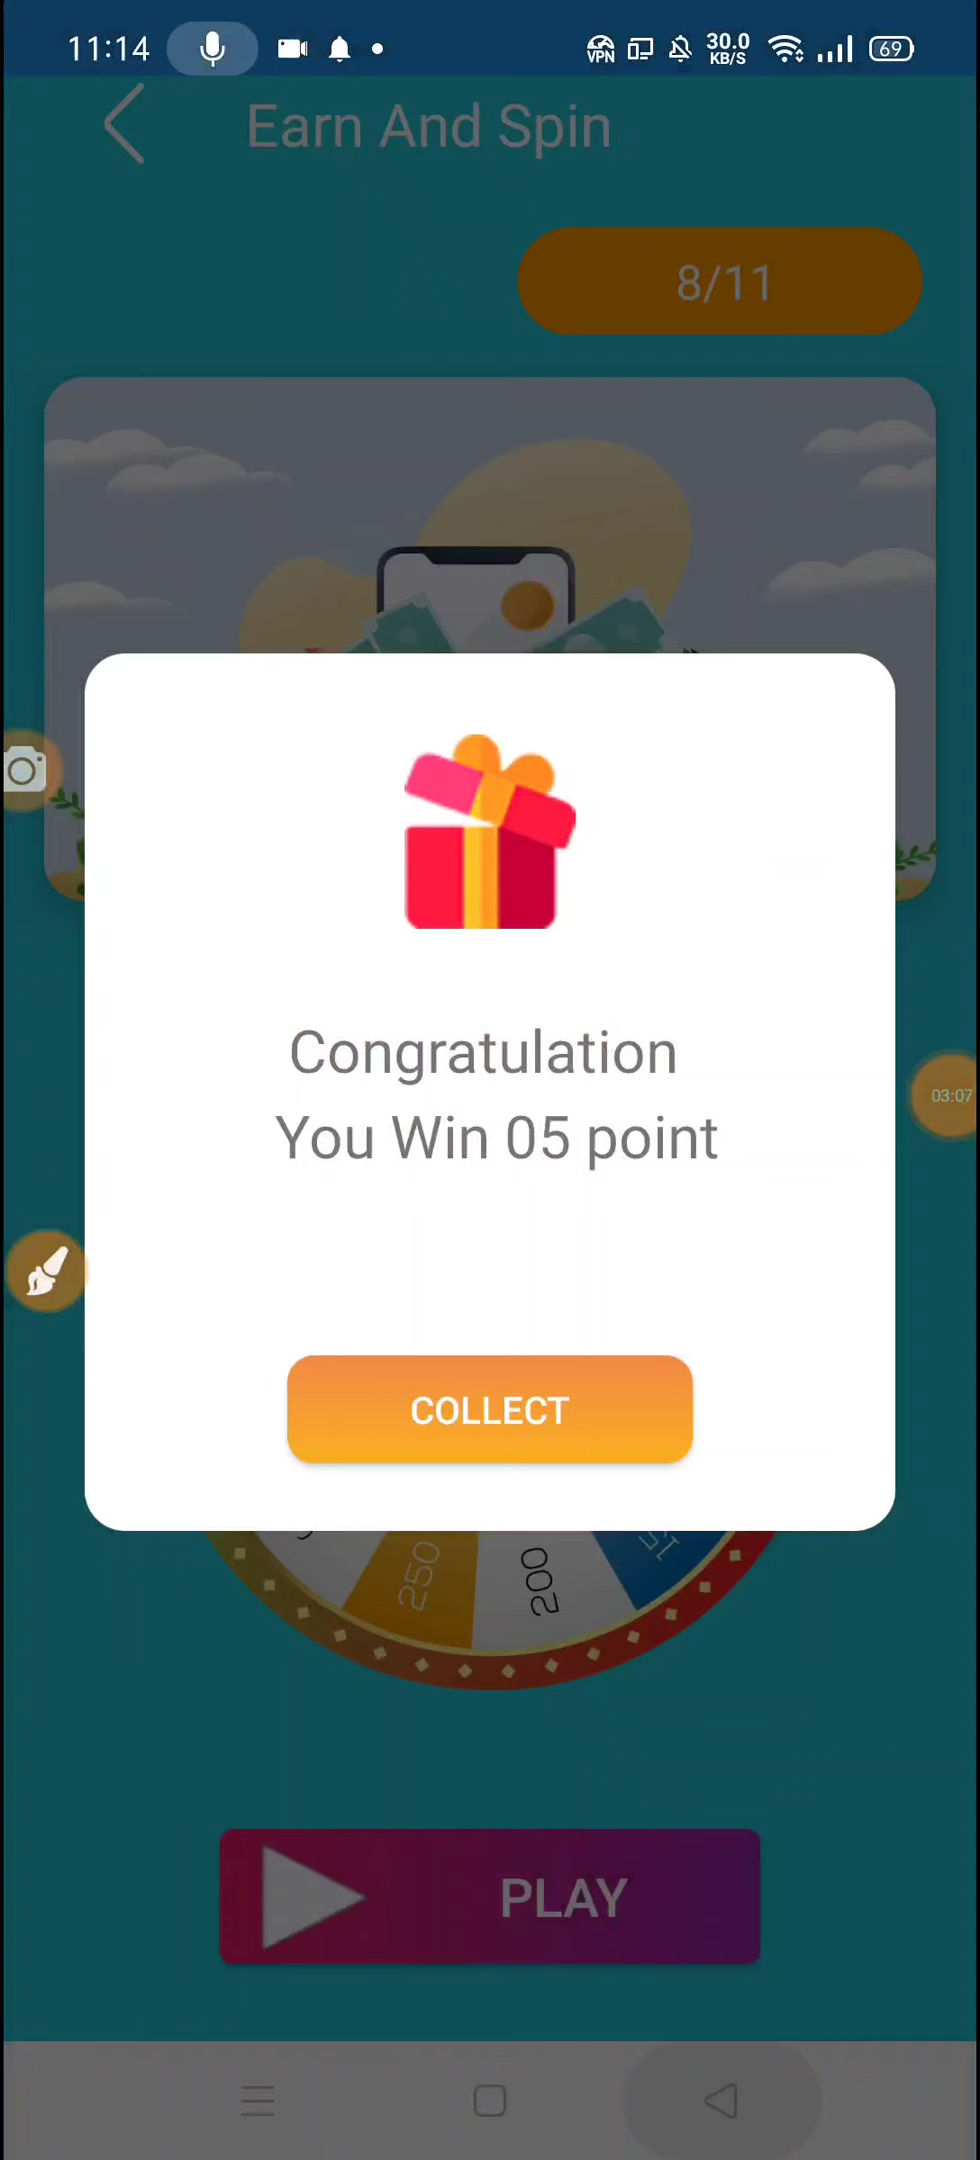 11:14
VPN
30.0
KB/S
69
Earn And Spin
8/11
Congratulation
You Win 05 point
03:07
COLLECT
250
200
PLAY